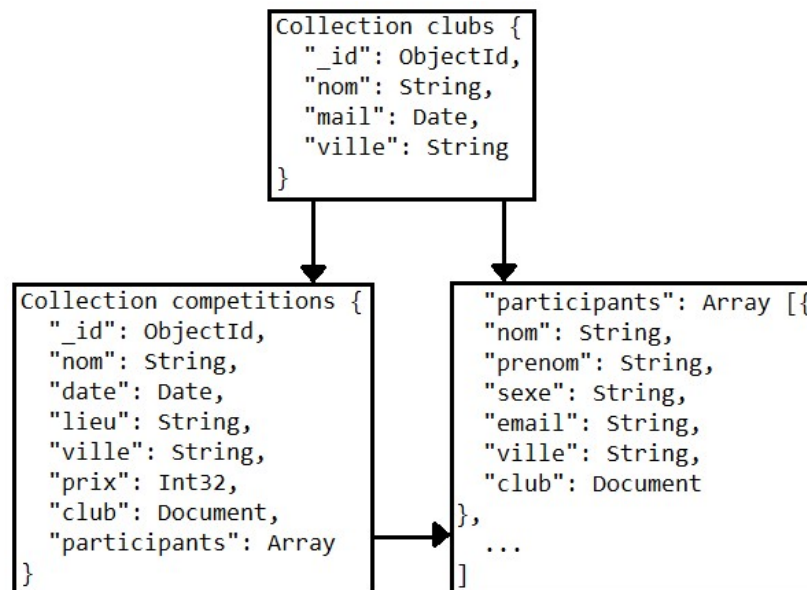 Collection clubs {
"_id": ObjectId,
"nom": String,
"mail": Date,
"ville": String
}
Collection competitions {
"_id": ObjectId,
"nom": String,
"date": Date,
"lieu": String,
"ville": String,
"prix": Int32,
"club": Document,
"participants": Array
}
"participants": Array [{
"nom": String,
"prenom": String,
"sexe": String,
"email": String,
"ville": String,
"club": Document
},
...
]